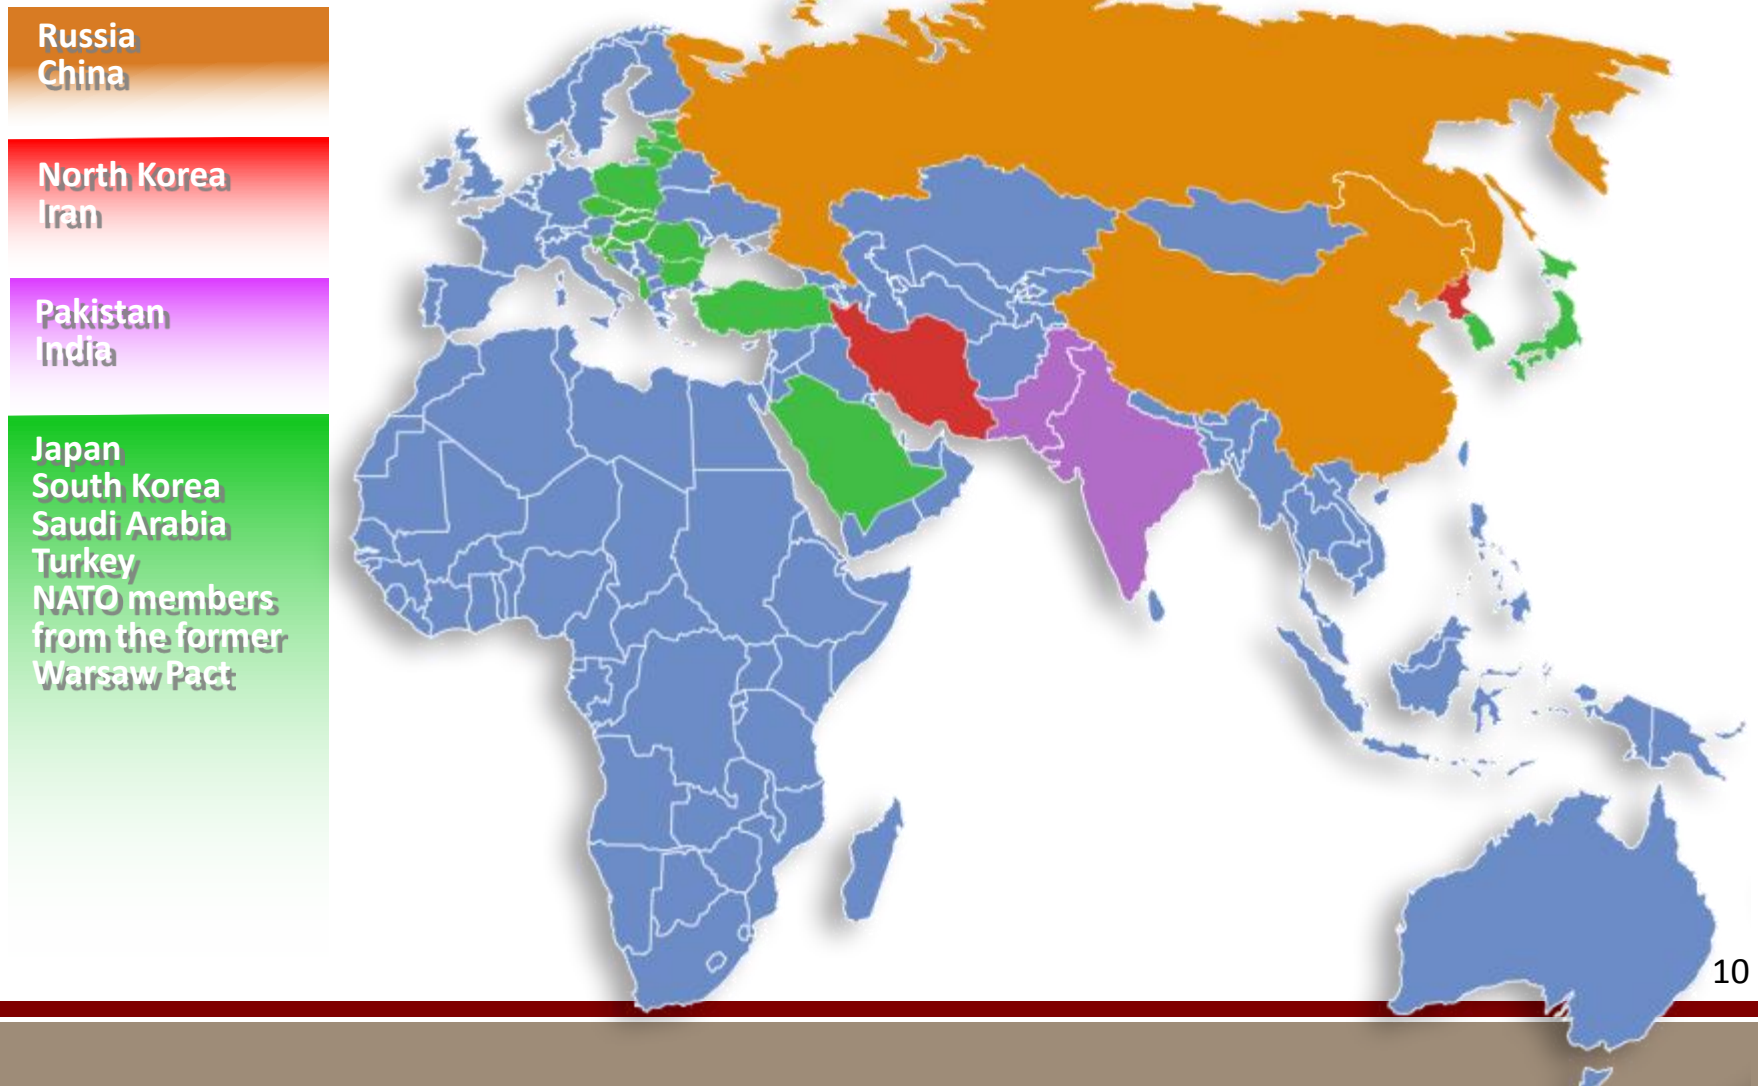 Russia
China
North Korea
Iran
Pakistan
India
Japan
South Korea
Saudi Arabia
Turkey
NATO members
from the former
Warsaw Pact
10